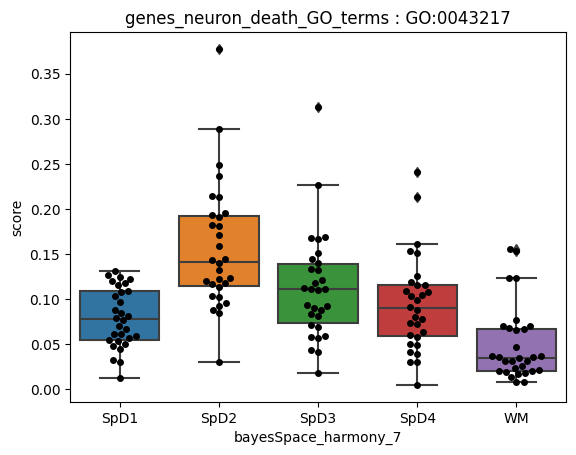 genes_neuron_death_GO_terms : GO:0043217
0.35
0.30
0.25
0.20
0.15
0.10
0.05
0.00
score
SpD1 SpD2 SpD3 SpD4 WM
bayesSpace_harmony_7